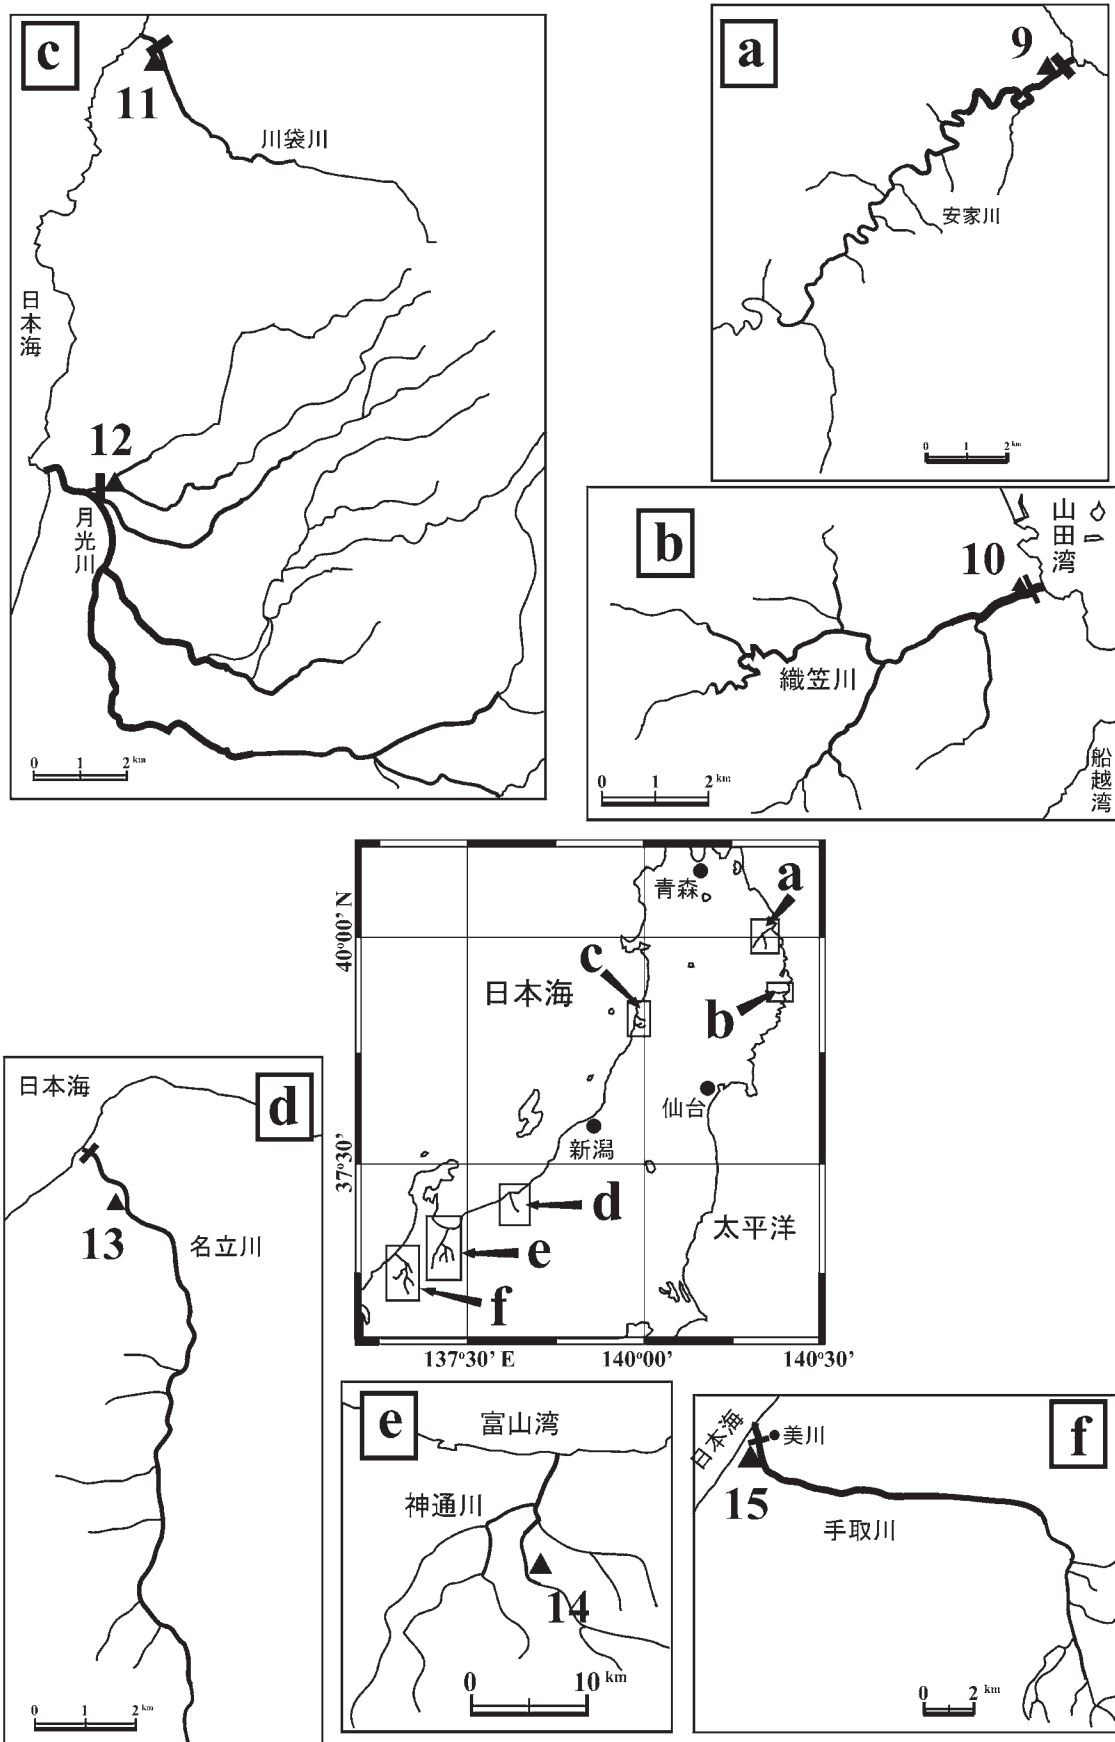 c
11
川袋川
日本海
12
月光川
0 1 2 km
a
9
安家川
0 1 2 km
b
10
山田湾
織笠川
船越湾
0 1 2 km
青森
a
40°00' N
日本海
c
b
仙台
新潟
37°30'
d
太平洋
e
f
137°30' E 140°00' 140°30'
日本海
d
13
名立川
0 1 2 km
e
富山湾
神通川
14
0 10 km
f
日本海
美川
15
手取川
0 2 km